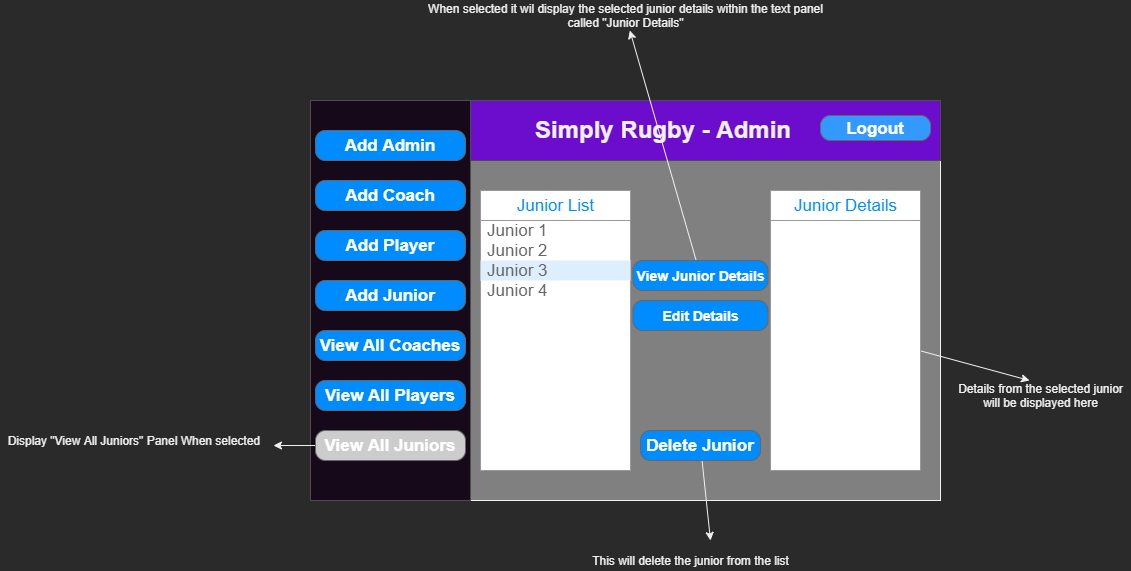 When selected it wil display the selected junior details within the text panel
called "Junior Details"
Simply Rugby - Admin
Logout
Add Admin
Add Coach
Add Player
Add Junior
View All Coaches
View All Players
View All Juniors
Junior List
Junior 1
Junior 2
Junior 3
Junior 4
View Junior Details
Edit Details
Delete Junior
Junior Details
Details from the selected junior
will be displayed here
Display "View All Juniors" Panel When selected
This will delete the junior from the list